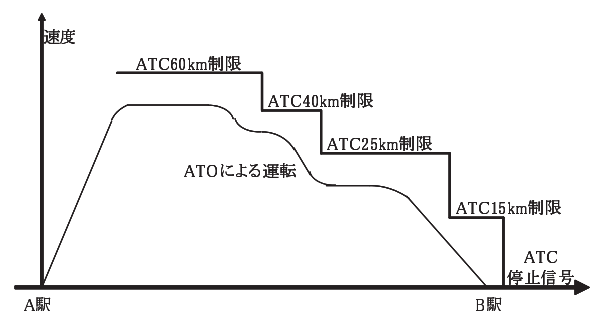 速度
ATC60km制限
ATC40km制限
ATC25km制限
ATOによる運転
ATC15km制限
ATC
停止信号
A駅
B駅